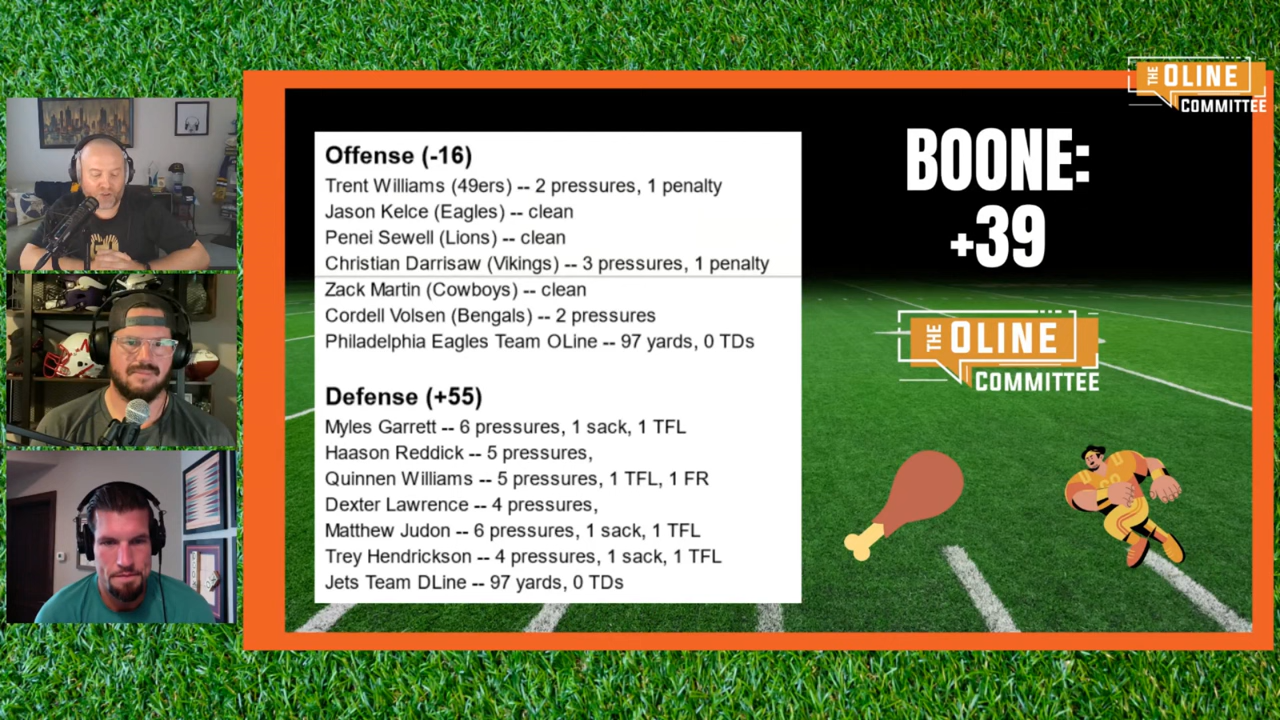 THE OLINE
COMMITTEE
Offense (-16)
Trent Williams (49ers) -- 2 pressures, 1 penalty
Jason Kelce (Eagles) -- clean
Penei Sewell (Lions) -- clean
Christian Darrisaw (Vikings) -- 3 pressures, 1 penalty
Zack Martin (Cowboys) -- clean
Cordell Volsen (Bengals) -- 2 pressures
Philadelphia Eagles Team OLine -- 97 yards, 0 TDs
Defense (+55)
Myles Garrett -- 6 pressures, 1 sack, 1 TFL
Haason Reddick -- 5 pressures,
Quinnen Williams -- 5 pressures, 1 TFL, 1 FR
Dexter Lawrence -- 4 pressures,
Matthew Judon -- 6 pressures, 1 sack, 1 TFL
Trey Hendrickson -- 4 pressures, 1 sack, 1 TFL
Jets Team DLine -- 97 yards, 0 TDs
BOONE:
+39
THE OLINE
COMMITTEE